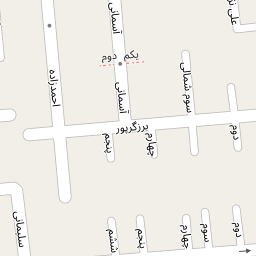 آسمانی
علی
یکم
دوم
احمدزاده
آسمانی
سوم شمالی
دوم
برزگرپور
پنجم
چهارم
سلیمانی
ششم
پنجم
چهارم
سوم
دوم